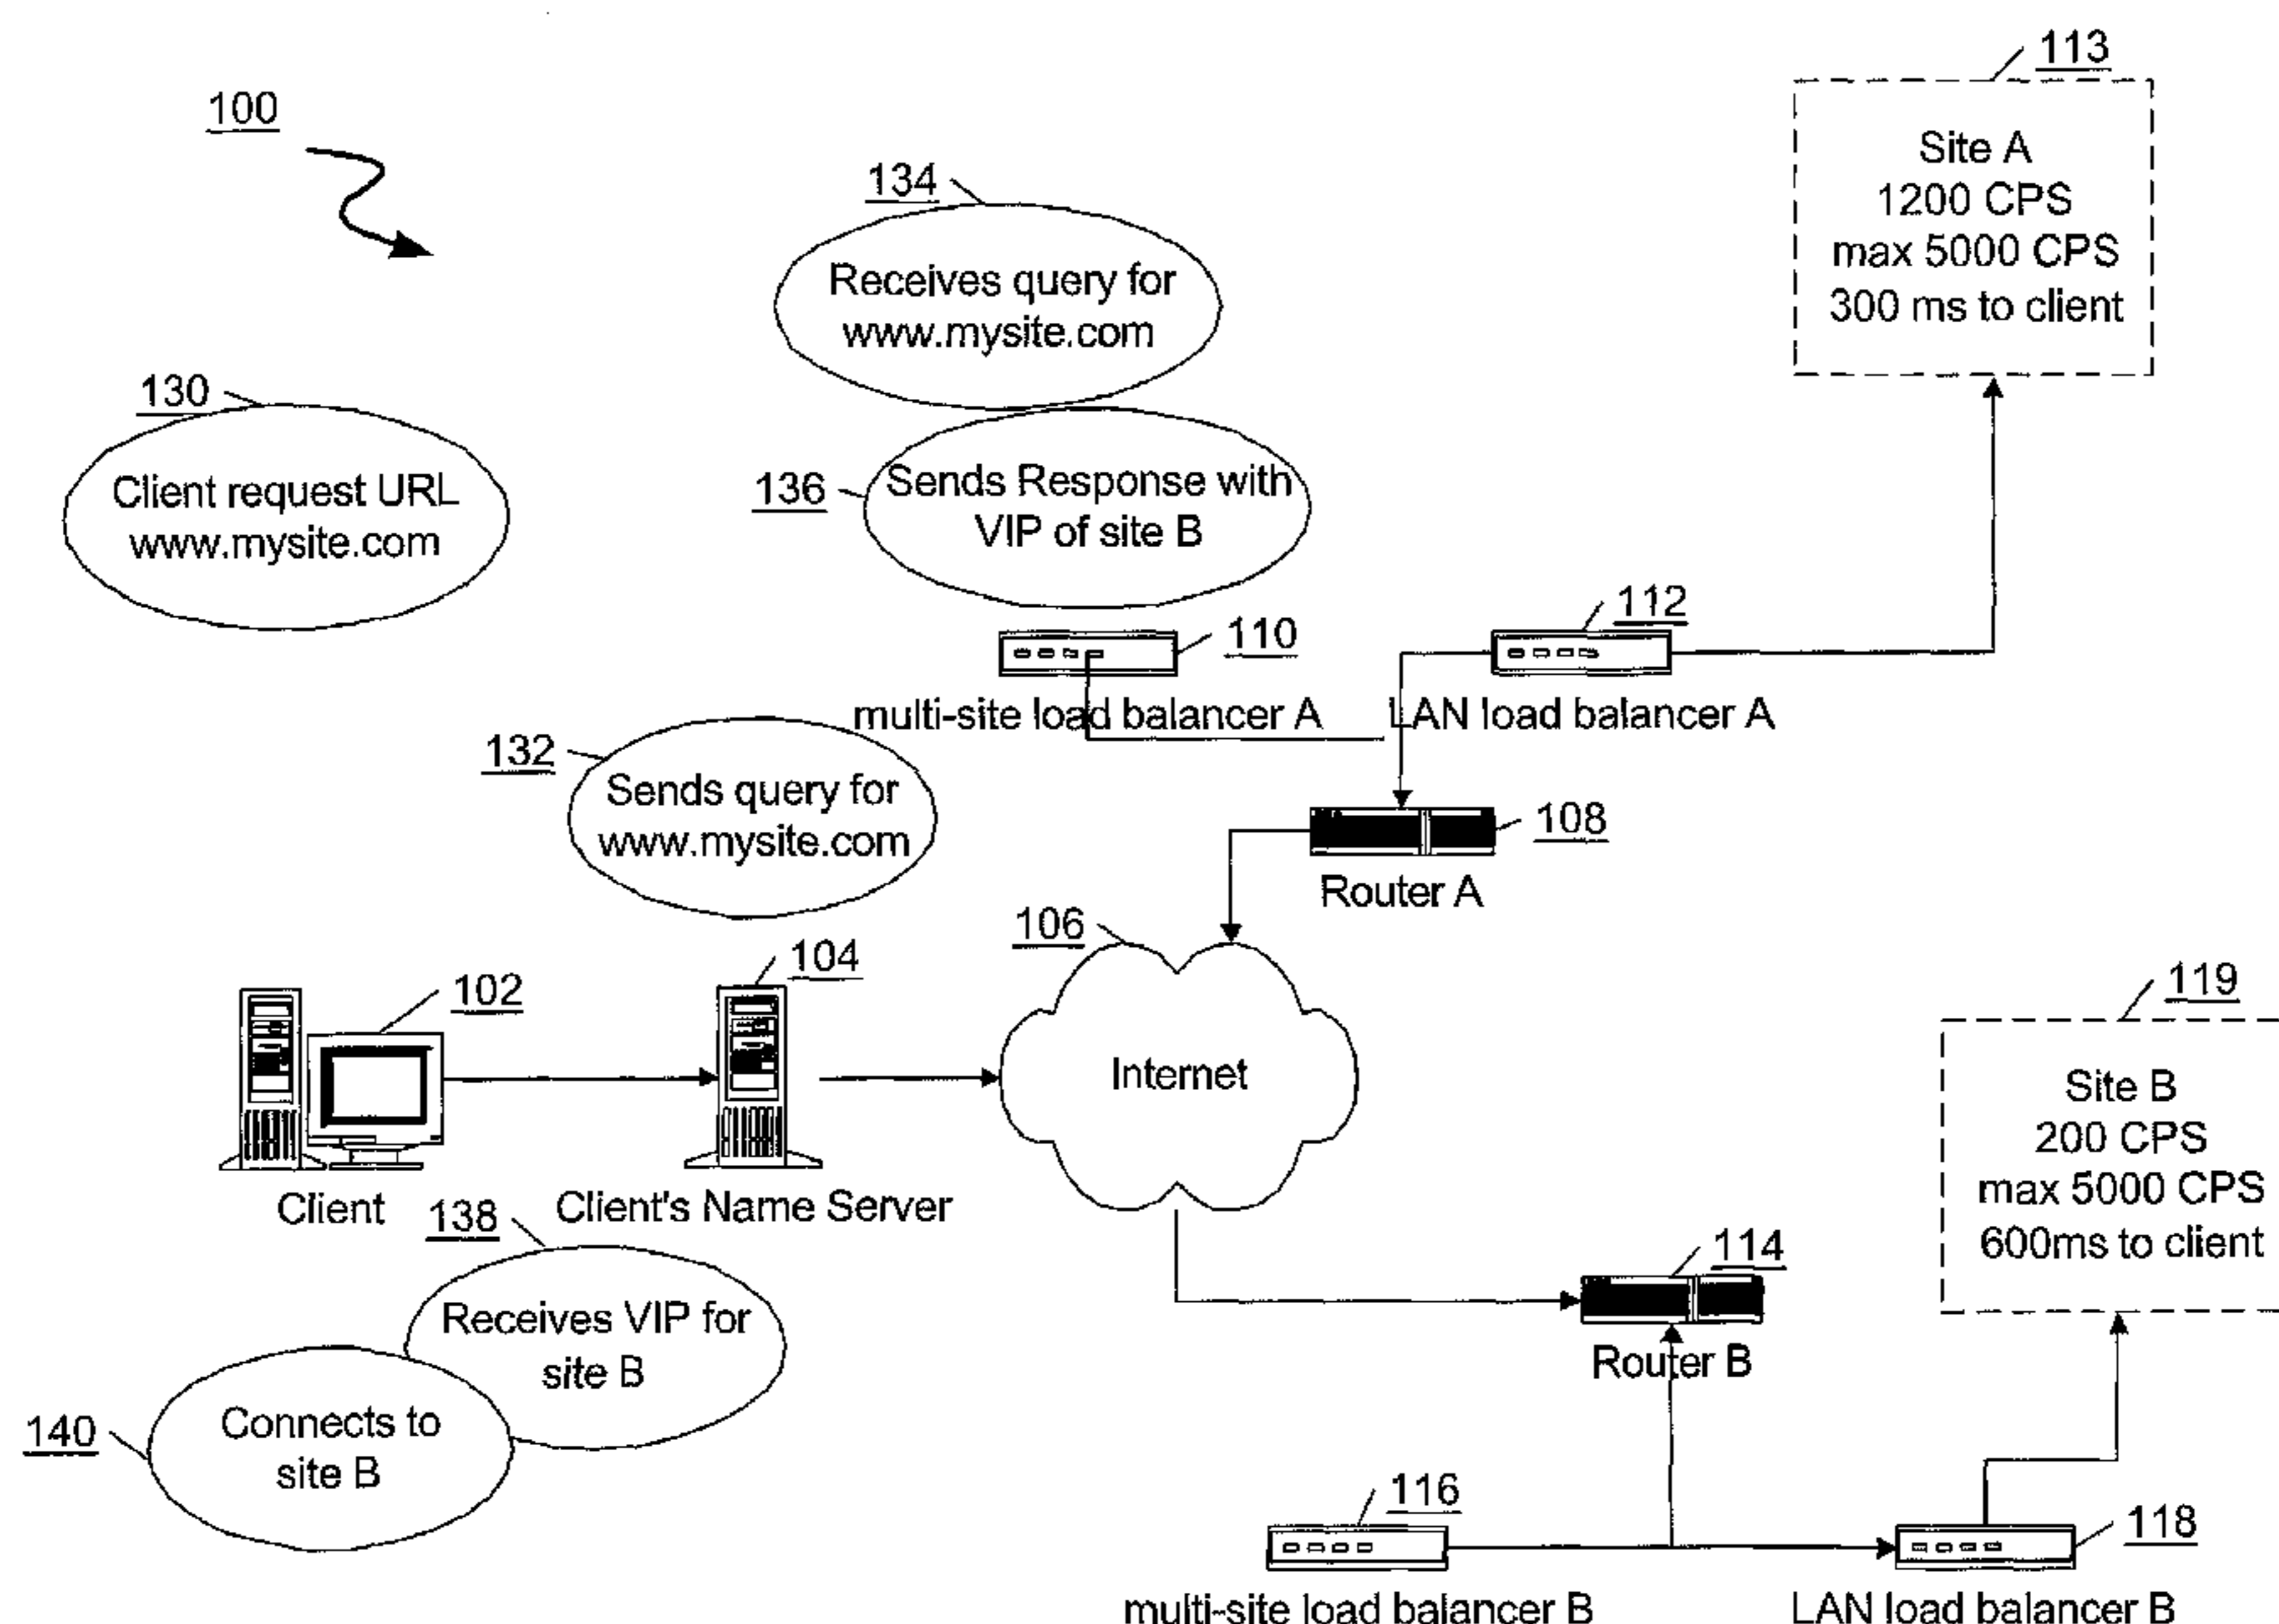 113
100
Site A
1200 CPS
max 5000 CPS
300 ms to client
134
Receives query for
www.mysite.com
130
Client request URL
www.mysite.com
136
Sends Response with
VIP of site B
110
112
multi-site load balancer A
LAN load balancer A
132
Sends query for
www.mysite.com
108
Router A
106
104
102
119
Internet
Site B
200 CPS
max 5000 CPS
600ms to client
Client
Client's Name Server
138
114
Receives VIP for
site B
Router B
140
Connects to
site B
116
118
multi-site load balancer B
LAN load balancer B